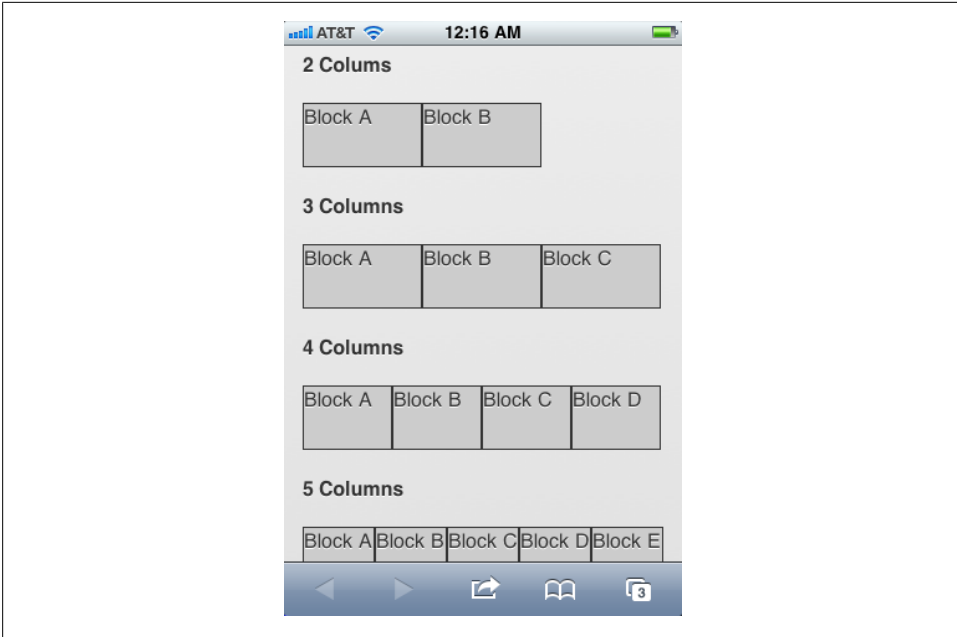 AT&T 12:16 AM
2 Colums
Block A Block B
3 Columns
Block A Block B Block C
4 Columns
Block A Block B Block C Block D
5 Columns
Block A Block B Block C Block D Block E
3